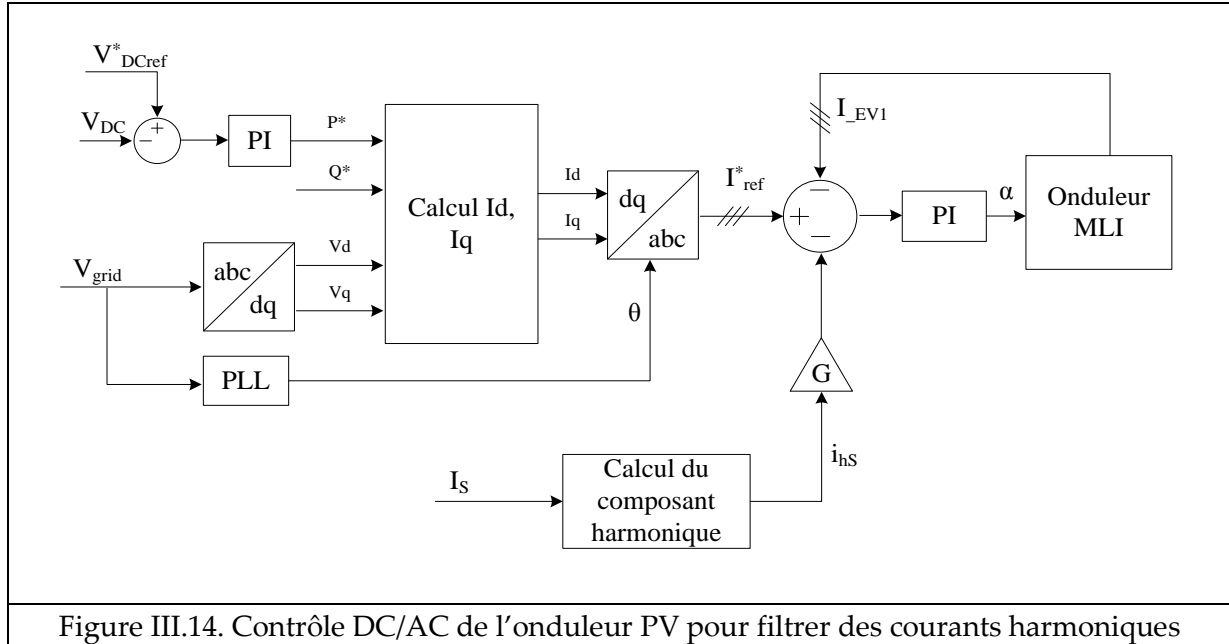 V*DCref
VDC
+
−
PI
P*
Q*
Vgrid
abc
dq
Vd
Vq
PLL
Calcul Id,
Iq
Id
Iq
dq
abc
θ
I*ref
I_EV1
−
+
−
PI
α
Onduleur
MLI
G
ihS
IS
Calcul du
composant
harmonique
Figure III.14. Contrôle DC/AC de l’onduleur PV pour filtrer des courants harmoniques